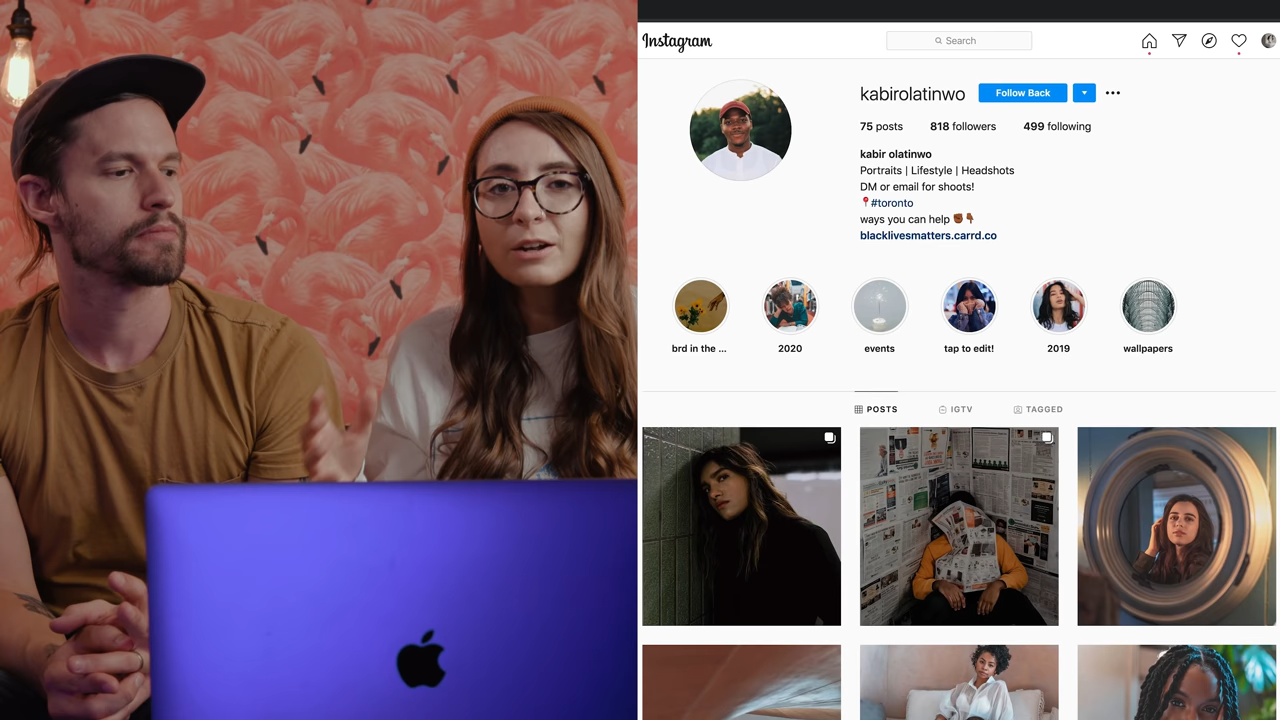 Instagram
Search
kabirolatinwo Follow Back
75 posts 818 followers 499 following
kabir olatinwo
Portraits | Lifestyle | Headshots
DM or email for shoots!
📍#toronto
ways you can help ✊🏾👇🏾
blacklivesmatters.carrd.co
brd in the ... 2020 events tap to edit! 2019 wallpapers
POSTS IGTV TAGGED